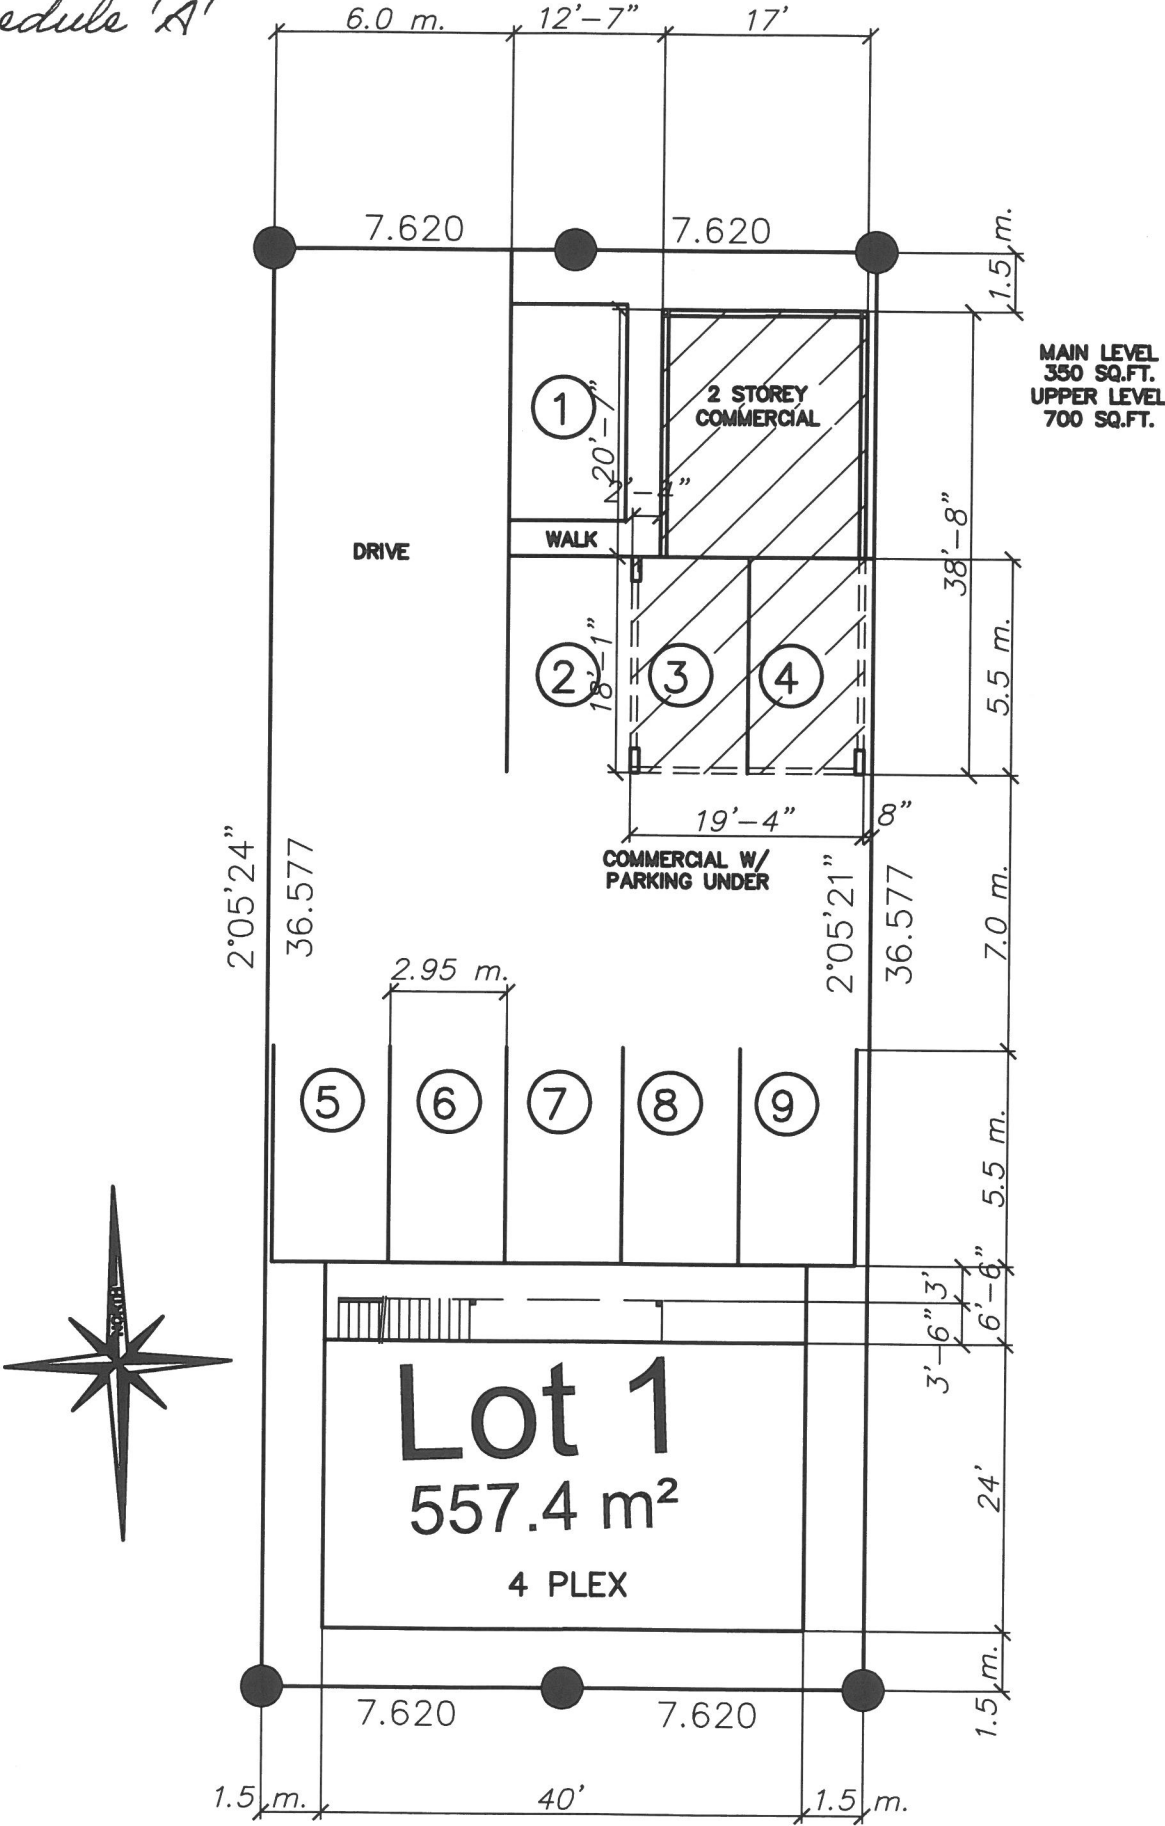 edule 'A'
6.0 m. 12'-7" 17'
7.620 7.620
1.5 m.
MAIN LEVEL
350 SQ.FT.
UPPER LEVEL
700 SQ.FT.
2 STOREY
COMMERCIAL
1
20'-7"
2'-4"
WALK
DRIVE
38'-8"
2
18'-1"
3
4
5.5 m.
19'-4"
8"
COMMERCIAL W/
PARKING UNDER
2°05'24"
36.577
2°05'21"
36.577
7.0 m.
2.95 m.
5 6 7 8 9
5.5 m.
NORTH
3'
6'-6"
3'-6"
Lot 1
557.4 m²
4 PLEX
24'
1.5 m.
7.620 7.620
1.5 m. 40' 1.5 m.